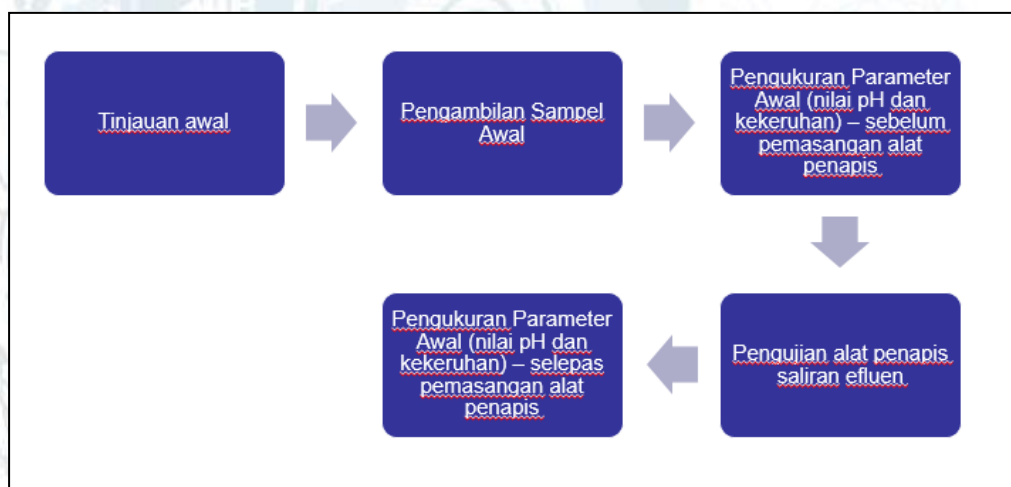 Tinjauan awal
Pengambilan Sampel
Awal
Pengukuran Parameter
Awal (nilai pH dan
kekeruhan) – sebelum
pemasangan alat
penapis
Pengujian alat penapis
saliran efluen
Pengukuran Parameter
Awal (nilai pH dan
kekeruhan) – selepas
pemasangan alat
penapis